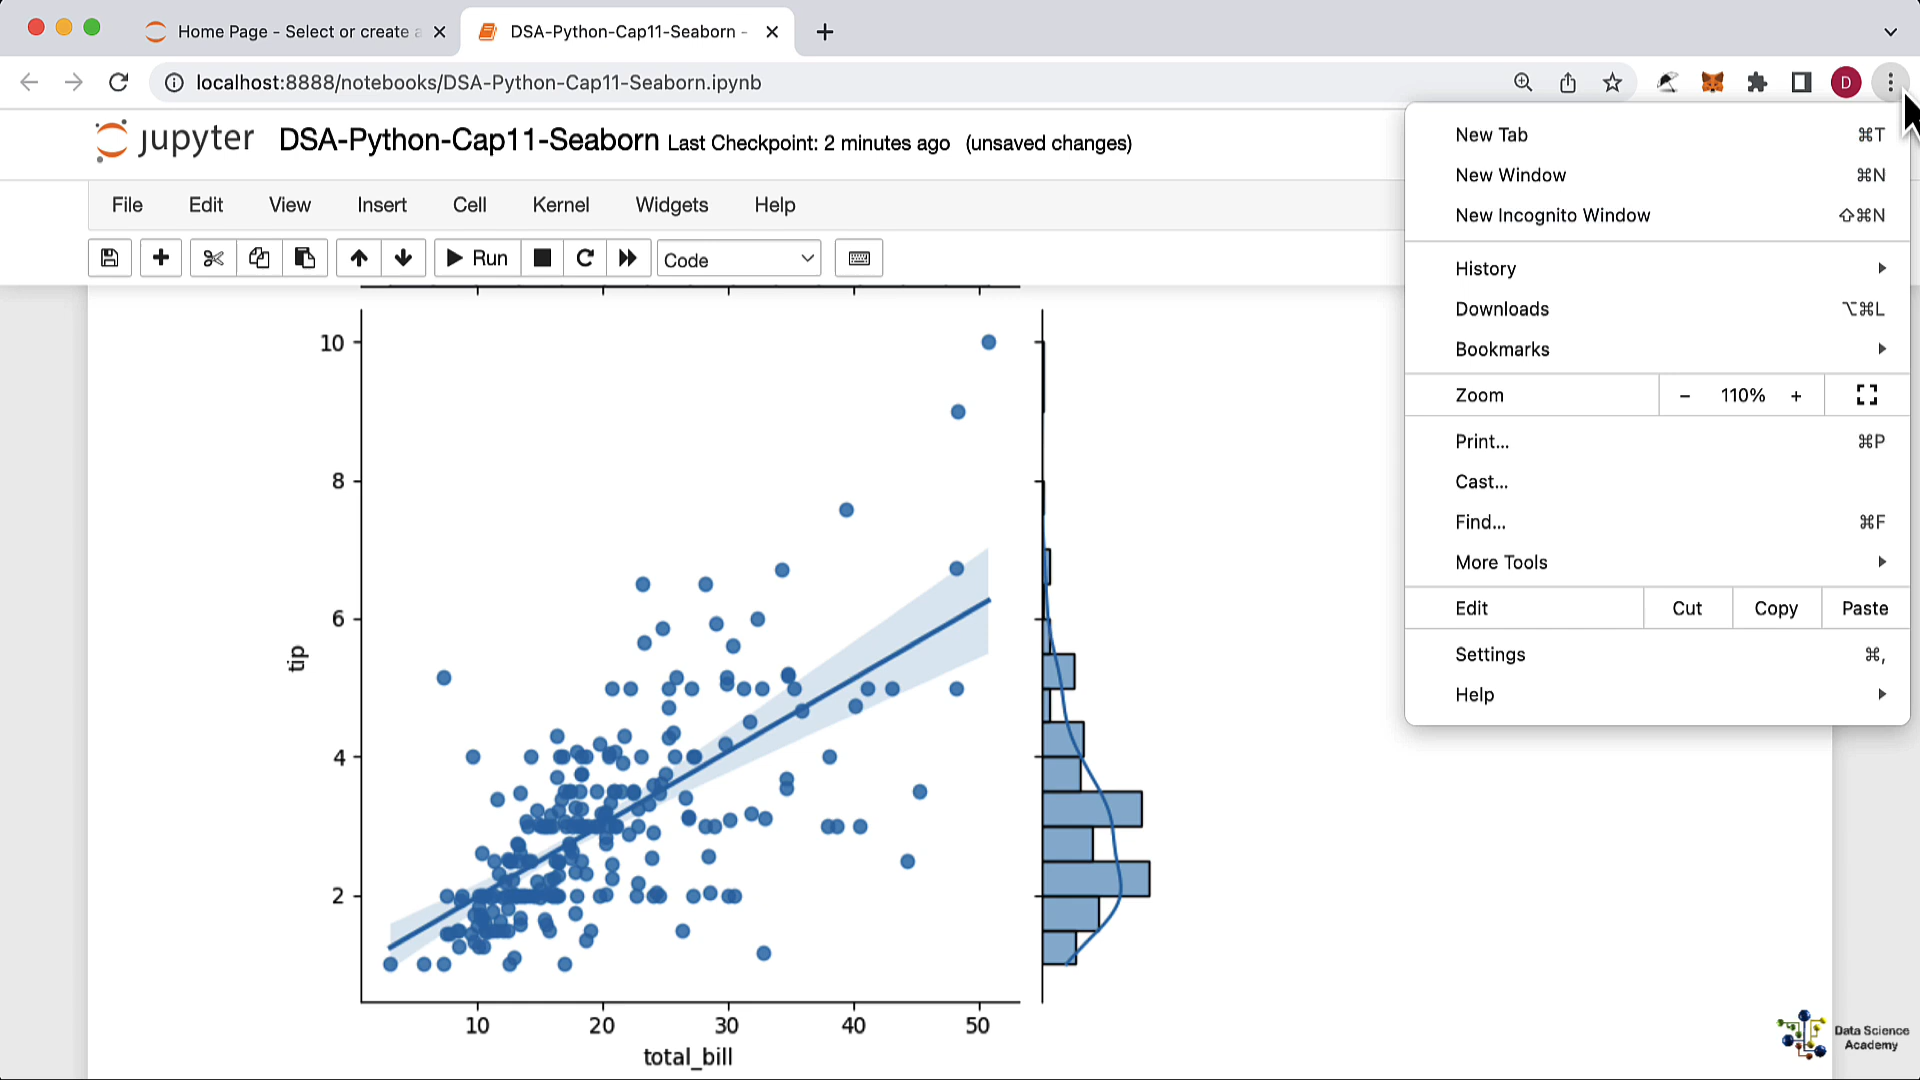 Home Page - Select or create a
DSA-Python-Cap11-Seaborn -
localhost:8888/notebooks/DSA-Python-Cap11-Seaborn.ipynb
D
jupyter DSA-Python-Cap11-Seaborn Last Checkpoint: 2 minutes ago (unsaved changes)
File Edit View Insert Cell Kernel Widgets Help
Run
Code
New Tab ⌘T
New Window ⌘N
New Incognito Window ⇧⌘N
History
Downloads ⌥⌘L
Bookmarks
Zoom - 110% +
Print... ⌘P
Cast...
Find... ⌘F
More Tools
Edit Cut Copy Paste
Settings ⌘,
Help
10
8
6
4
2
tip
10 20 30 40 50
total_bill
Data Science
Academy